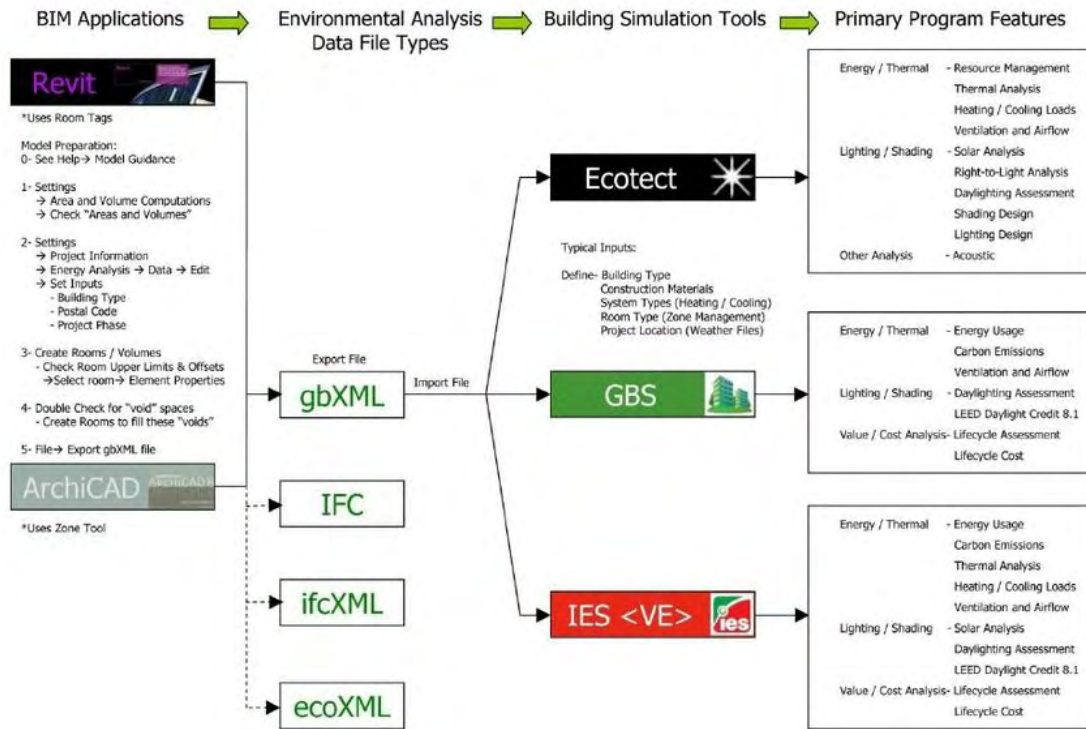 BIM Applications
Environmental Analysis
Data File Types
Building Simulation Tools
Primary Program Features
Revit
*Uses Room Tags
Model Preparation:
0- See Help→ Model Guidance
1- Settings
→ Area and Volume Computations
→ Check "Areas and Volumes"
2- Settings
→ Project Information
→ Energy Analysis → Data → Edit
→ Set Inputs
- Building Type
- Postal Code
- Project Phase
3- Create Rooms / Volumes
- Check Room Upper Limits & Offsets
→Select room→ Element Properties
4- Double Check for "void" spaces
- Create Rooms to fill these "voids"
5- File→ Export gbXML file
ArchiCAD
*Uses Zone Tool
Export File
gbXML
Import File
IFC
ifcXML
ecoXML
Ecotect
Typical Inputs:
Define- Building Type
Construction Materials
System Types (Heating / Cooling)
Room Type (Zone Management)
Project Location (Weather Files)
GBS
IES <VE>
ies
Energy / Thermal - Resource Management
Thermal Analysis
Heating / Cooling Loads
Ventilation and Airflow
Lighting / Shading - Solar Analysis
Right-to-Light Analysis
Daylighting Assessment
Shading Design
Lighting Design
Other Analysis - Acoustic
Energy / Thermal - Energy Usage
Carbon Emissions
Ventilation and Airflow
Lighting / Shading - Daylighting Assessment
LEED Daylight Credit 8.1
Value / Cost Analysis- Lifecycle Assessment
Lifecycle Cost
Energy / Thermal - Energy Usage
Carbon Emissions
Thermal Analysis
Heating / Cooling Loads
Ventilation and Airflow
Lighting / Shading - Solar Analysis
Daylighting Assessment
LEED Daylight Credit 8.1
Value / Cost Analysis- Lifecycle Assessment
Lifecycle Cost